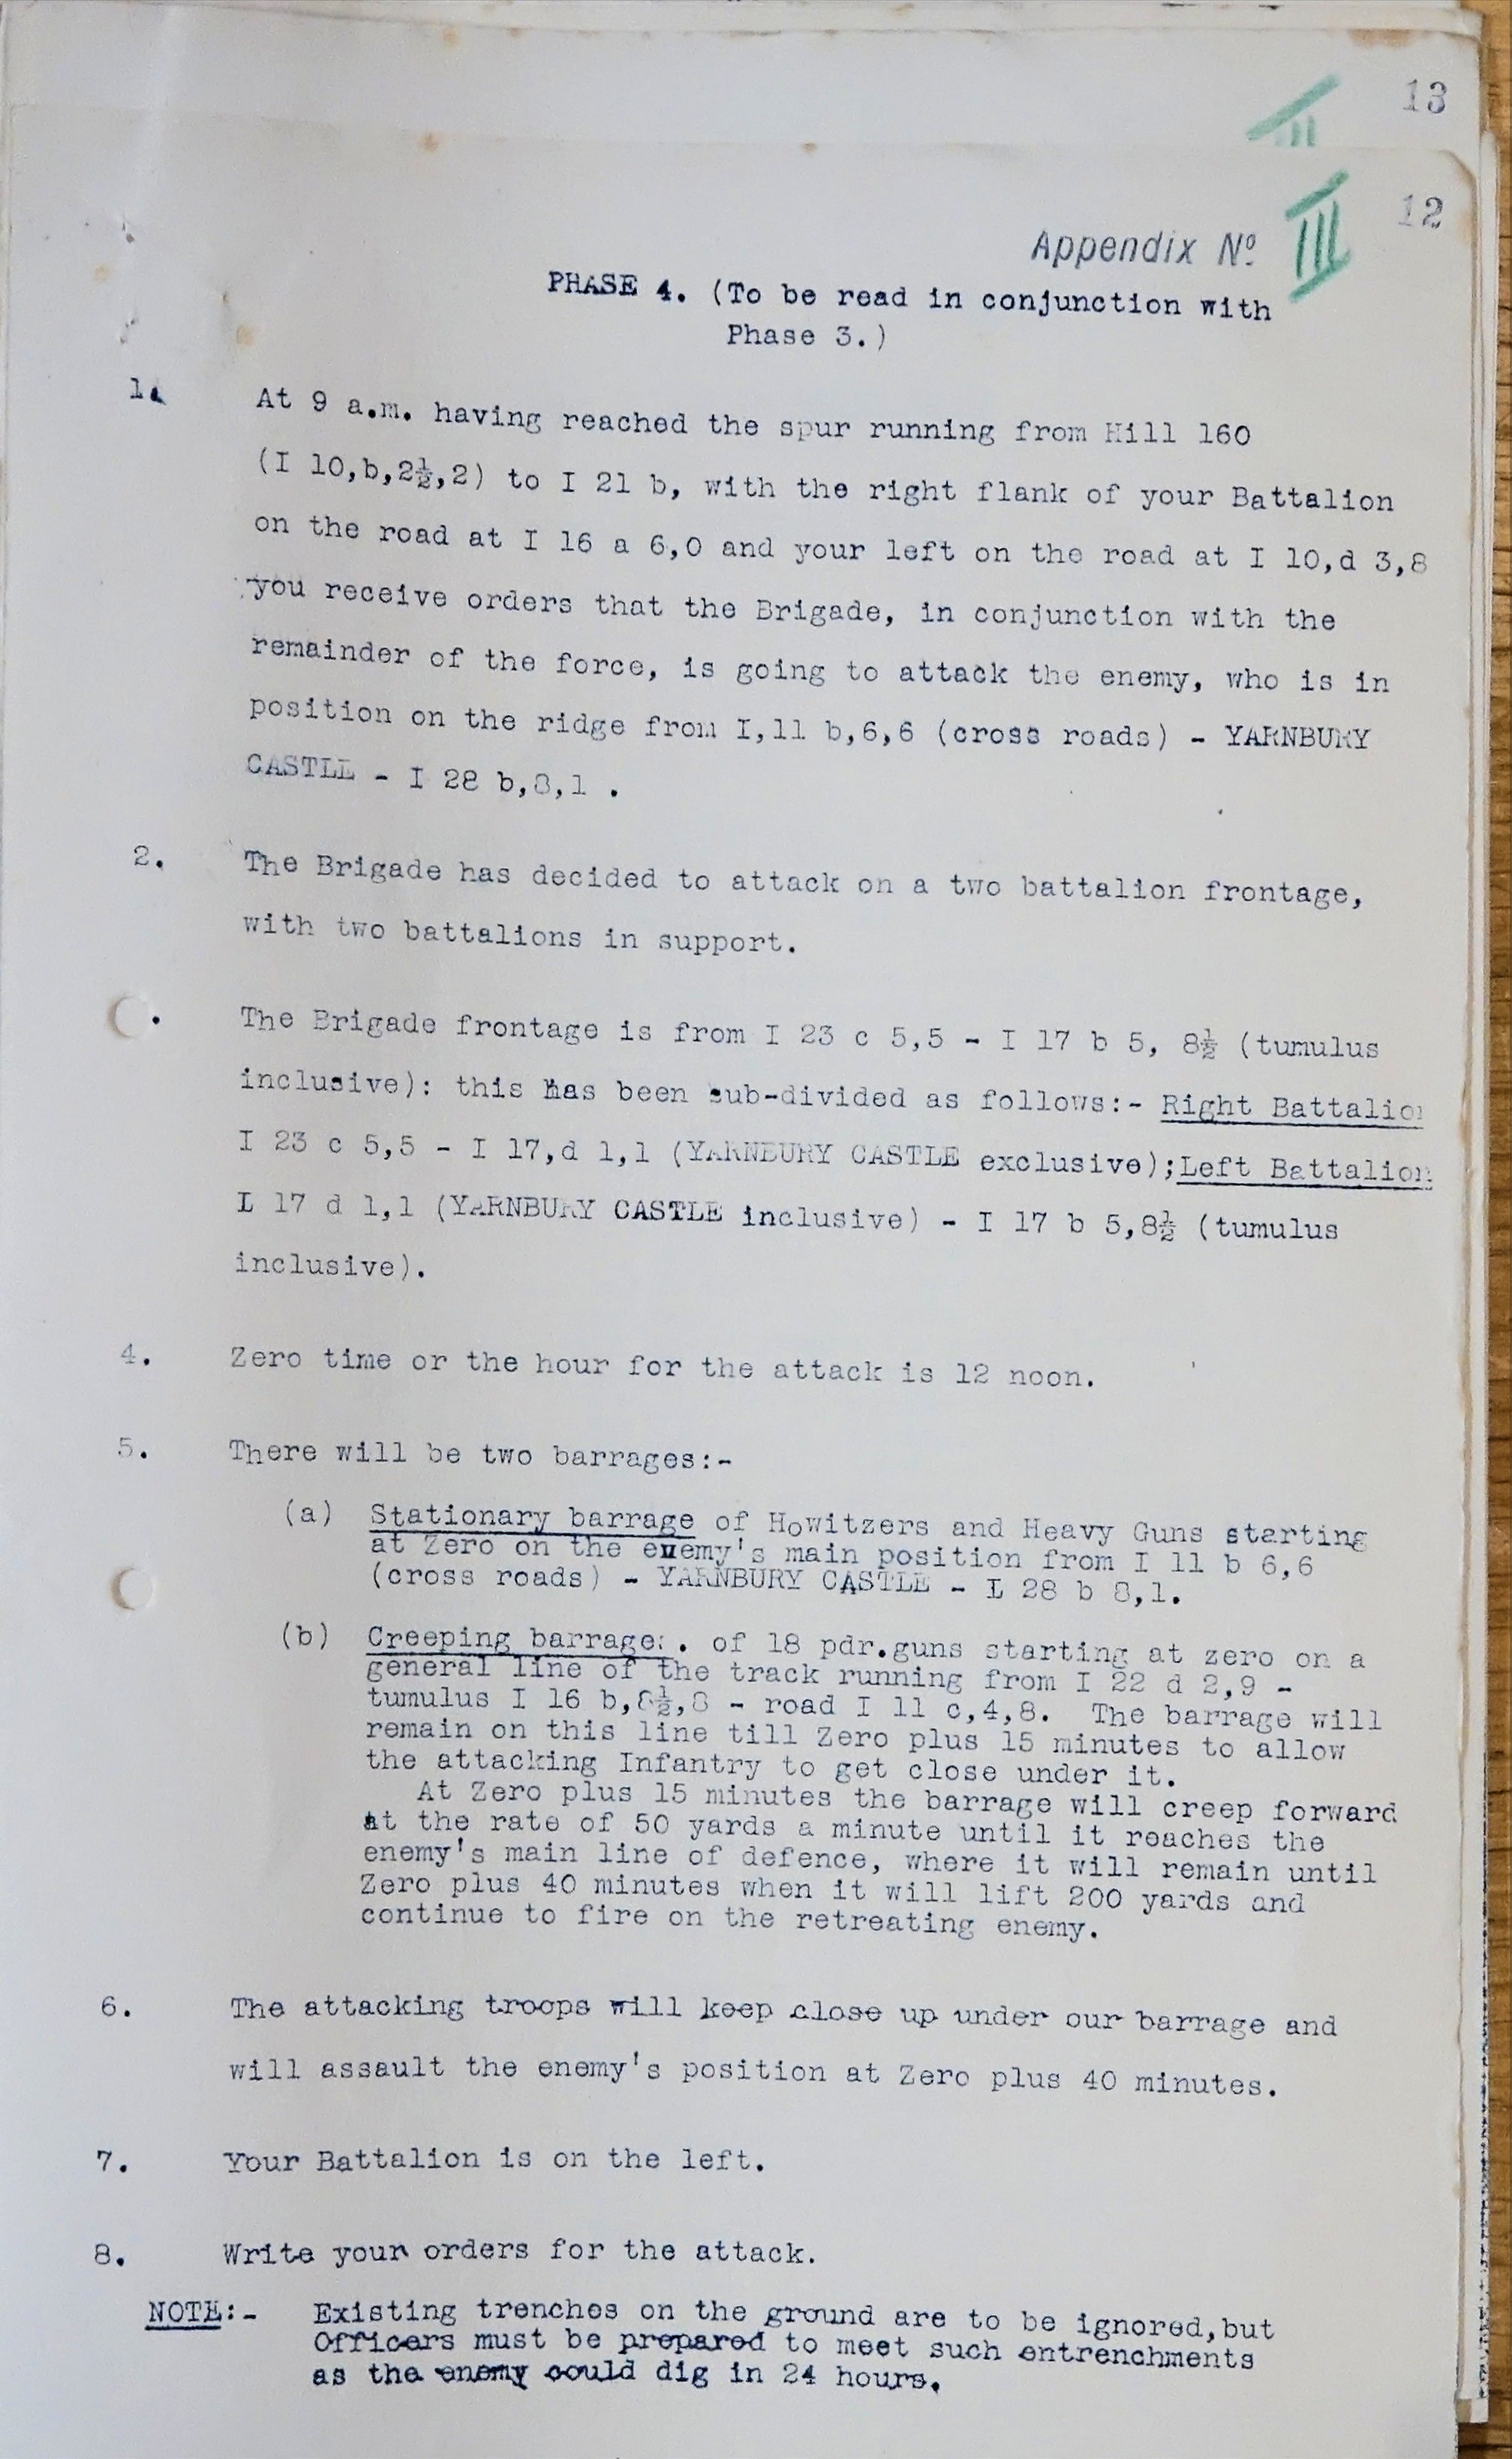 13
III
12
Appendix Nº III
PHASE 4. (To be read in conjunction with
Phase 3.)
1. At 9 a.m. having reached the spur running from Hill 160
(I 10,b,2½,2) to I 21 b, with the right flank of your Battalion
on the road at I 16 a 6,0 and your left on the road at I 10,d 3,8
you receive orders that the Brigade, in conjunction with the
remainder of the force, is going to attack the enemy, who is in
position on the ridge from I,11 b,6,6 (cross roads) - YARNBURY
CASTLE - I 28 b,8,1 .
2. The Brigade has decided to attack on a two battalion frontage,
with two battalions in support.
. The Brigade frontage is from I 23 c 5,5 - I 17 b 5, 8½ (tumulus
inclusive): this has been sub-divided as follows:- Right Battalion
I 23 c 5,5 - I 17,d 1,1 (YARNBURY CASTLE exclusive);Left Battalion
I 17 d 1,1 (YARNBURY CASTLE inclusive) - I 17 b 5,8½ (tumulus
inclusive).
4. Zero time or the hour for the attack is 12 noon.
5. There will be two barrages:-
(a) Stationary barrage of Howitzers and Heavy Guns starting
at Zero on the enemy's main position from I 11 b 6,6
(cross roads) - YARNBURY CASTLE - I 28 b 8,1.
(b) Creeping barrage: . of 18 pdr.guns starting at zero on a
general line of the track running from I 22 d 2,9 -
tumulus I 16 b,8½,8 - road I 11 c,4,8. The barrage will
remain on this line till Zero plus 15 minutes to allow
the attacking Infantry to get close under it.
At Zero plus 15 minutes the barrage will creep forward
at the rate of 50 yards a minute until it reaches the
enemy's main line of defence, where it will remain until
Zero plus 40 minutes when it will lift 200 yards and
continue to fire on the retreating enemy.
6. The attacking troops will keep close up under our barrage and
will assault the enemy's position at Zero plus 40 minutes.
7. Your Battalion is on the left.
8. Write your orders for the attack.
NOTE:- Existing trenches on the ground are to be ignored,but
Officers must be prepared to meet such entrenchments
as the enemy could dig in 24 hours.